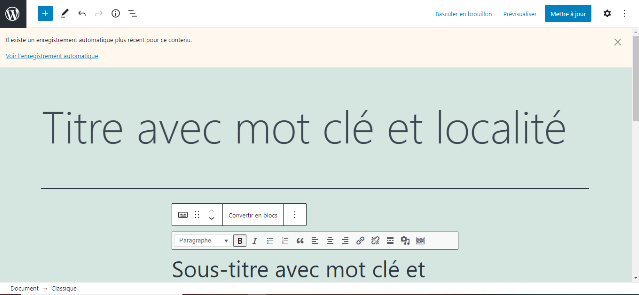 Basculer en brouillon Prévisualiser Mettre à jour
Il existe un enregistrement automatique plus récent pour ce contenu.
Voir l'enregistrement automatique
Titre avec mot clé et localité
Convertir en blocs
Paragraphe B I
Sous-titre avec mot clé et
Document → Classique